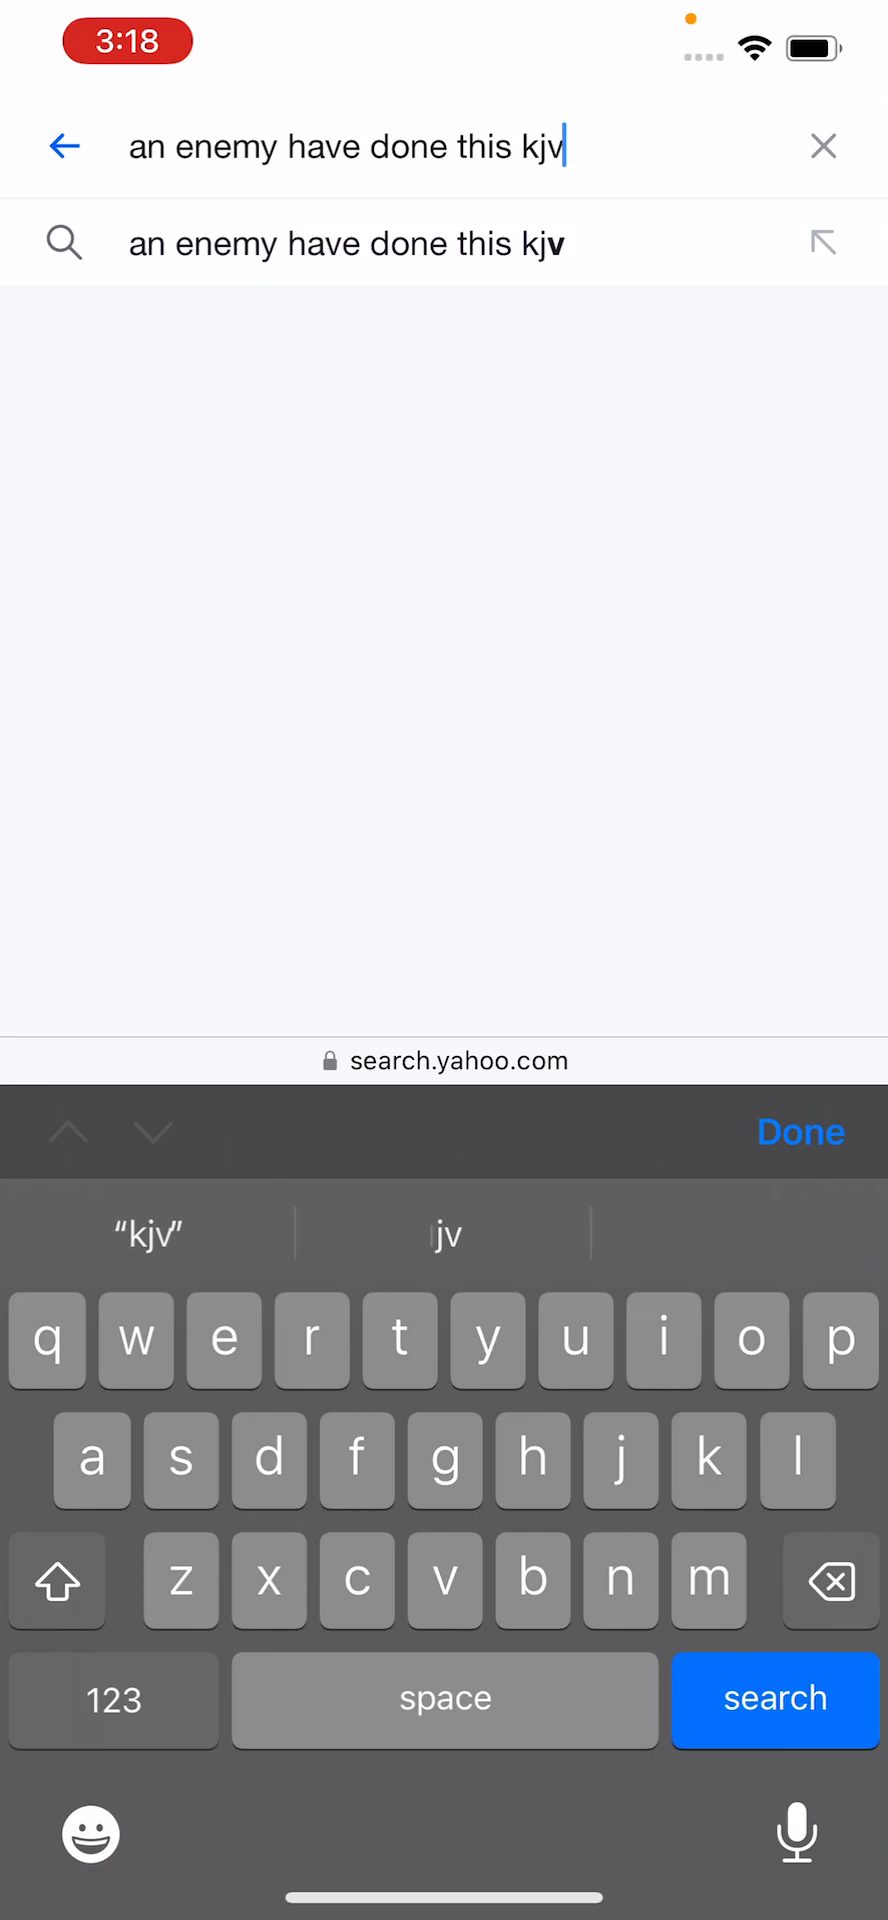 3:18
an enemy have done this kjv
an enemy have done this kjv
search.yahoo.com
Done
“kjv” jv
q w e r t y u i o p
a s d f g h j k l
z x c v b n m
123 space search